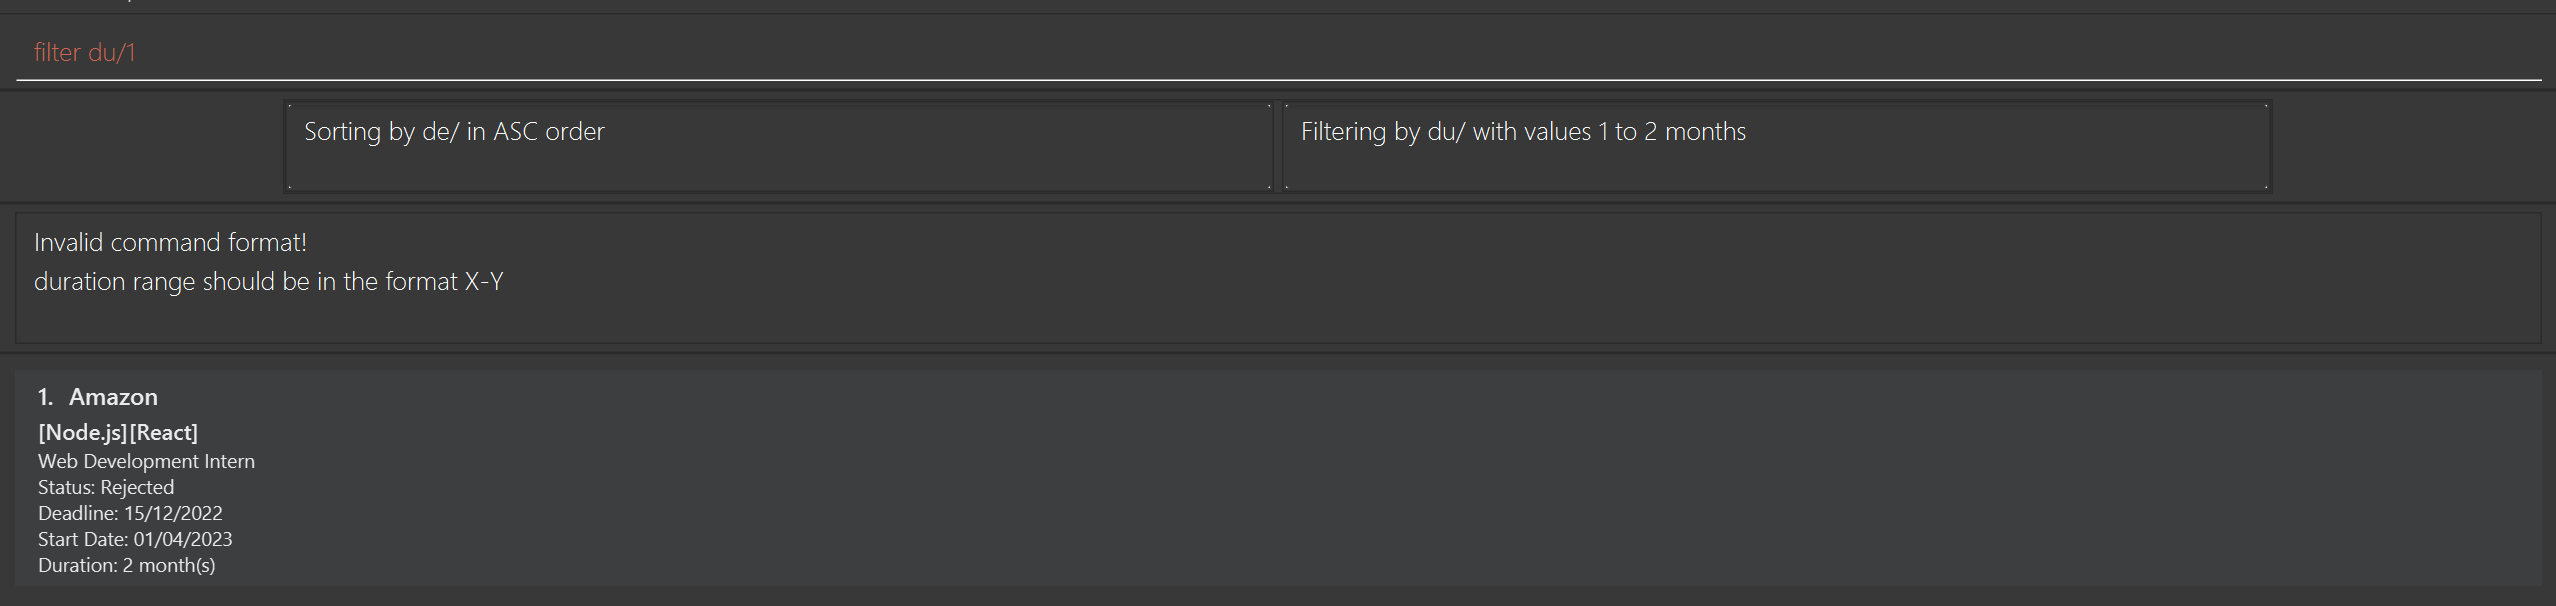 filter du/1
Sorting by de/ in ASC order
Filtering by du/ with values 1 to 2 months
Invalid command format!
duration range should be in the format X-Y
1. Amazon
[Node.js][React]
Web Development Intern
Status: Rejected
Deadline: 15/12/2022
Start Date: 01/04/2023
Duration: 2 month(s)